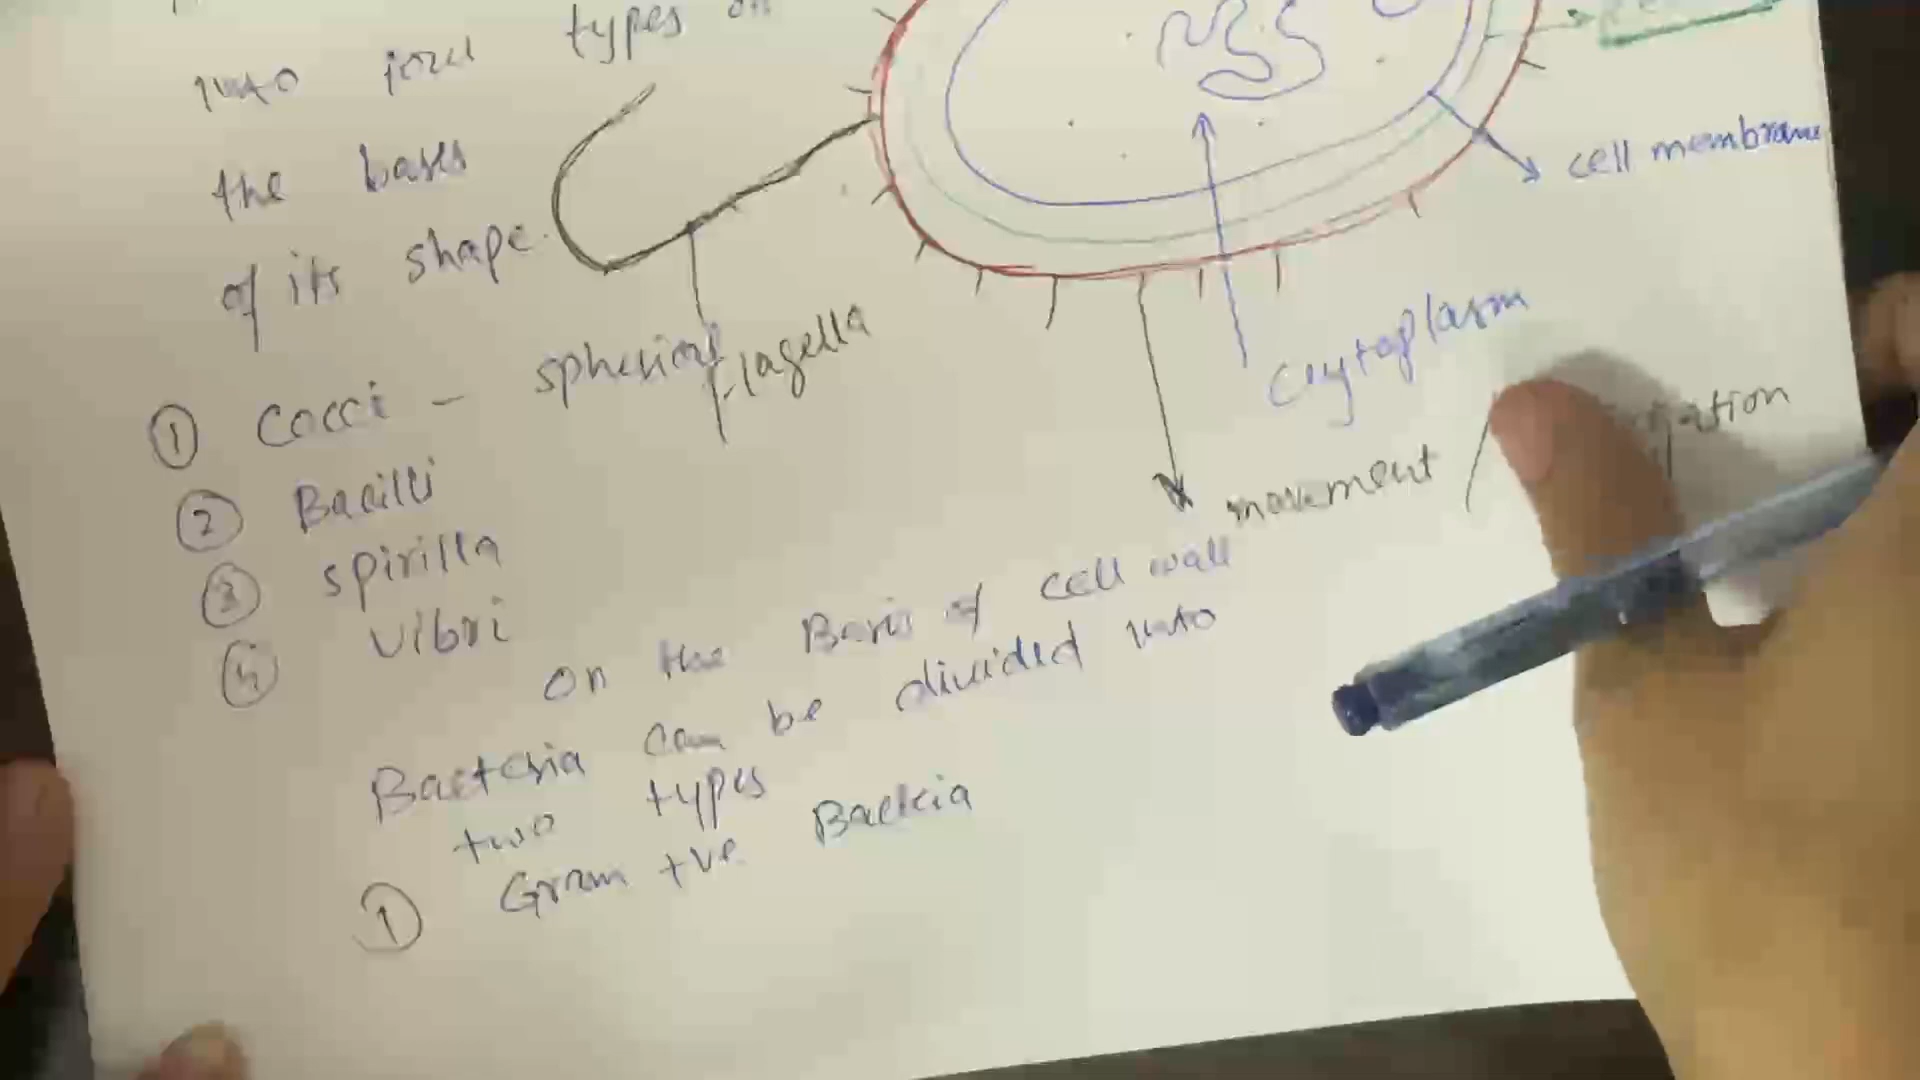 into four types on
the bases
of its shape.
① Cocci - spherical
② Bacilli
③ spirilla
④ vibri
flagella
cell membrane
Cytoplasm
movement /
on the Basis of cell wall
Bacteria can be divided into
two types
① Gram +ve Bacteia